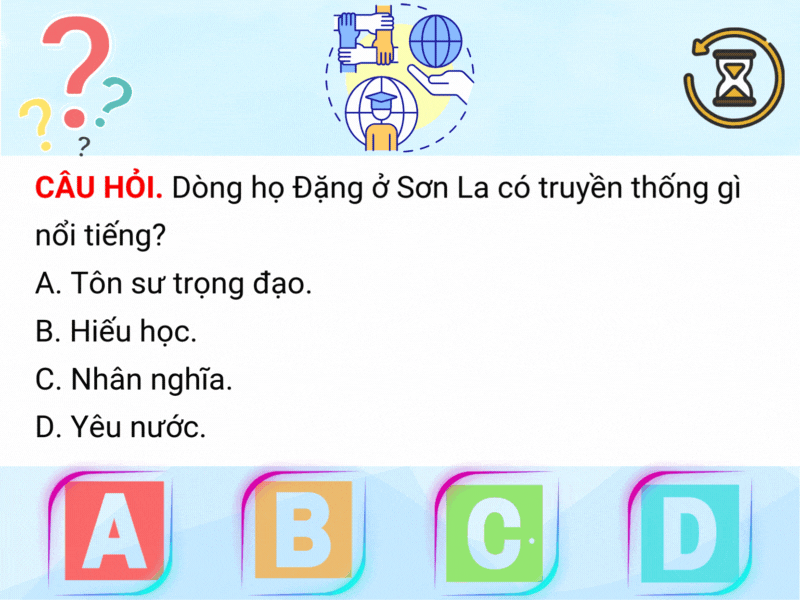 CÂU HỎI. Dòng họ Đặng ở Sơn La có truyền thống gì
nổi tiếng?
A. Tôn sư trọng đạo.
B. Hiếu học.
C. Nhân nghĩa.
D. Yêu nước.
A B C D